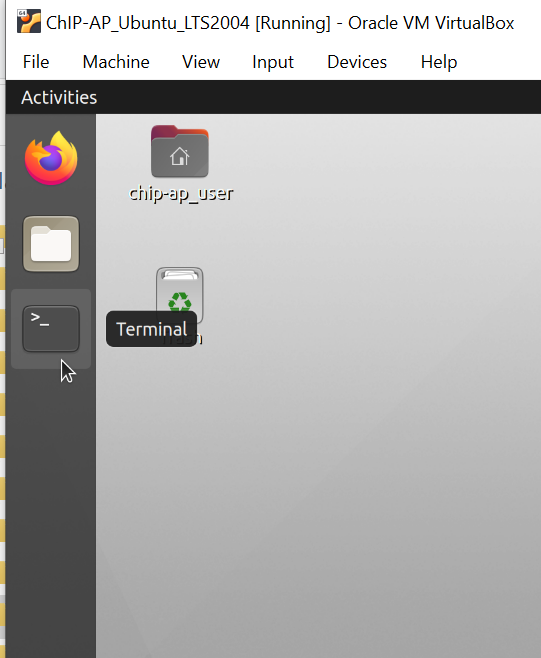 ChIP-AP_Ubuntu_LTS2004 [Running] - Oracle VM VirtualBox
File Machine View Input Devices Help
Activities
chip-ap_user
>_
Terminal